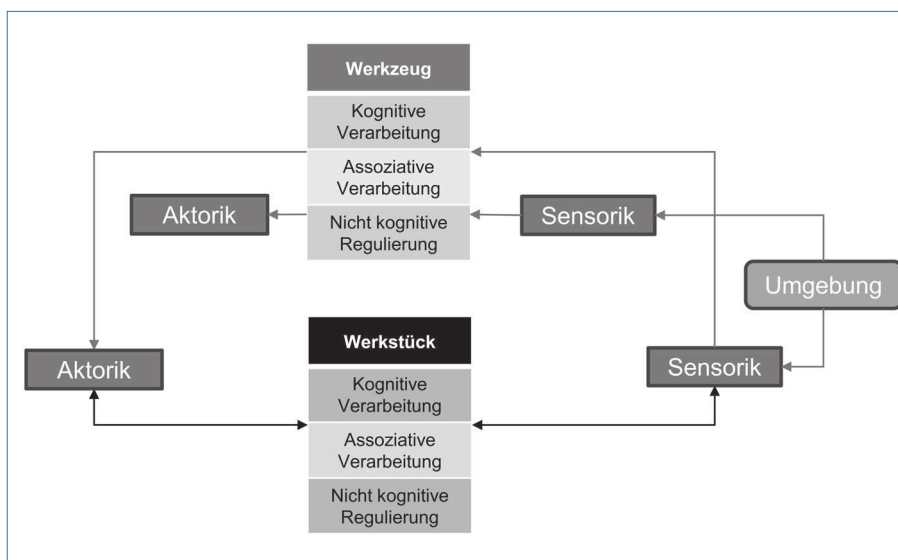 Werkzeug
Kognitive
Verarbeitung
Assoziative
Verarbeitung
Nicht kognitive
Regulierung
Aktorik
Sensorik
Umgebung
Aktorik
Sensorik
Werkstück
Kognitive
Verarbeitung
Assoziative
Verarbeitung
Nicht kognitive
Regulierung